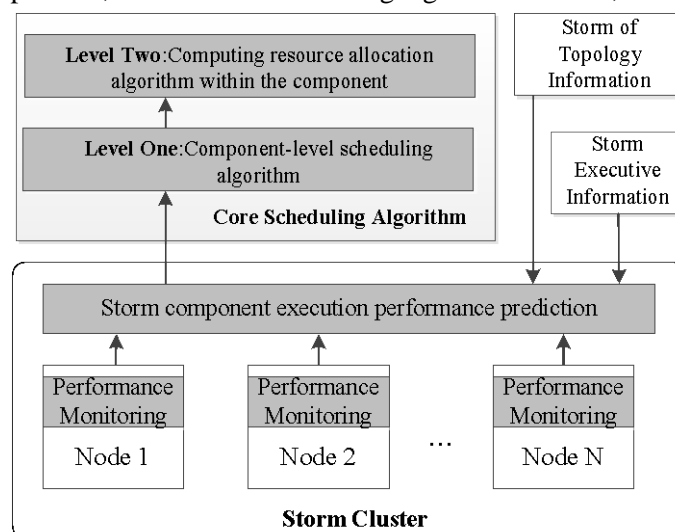 Level Two:Computing resource allocation
algorithm within the component
Level One:Component-level scheduling
algorithm
Core Scheduling Algorithm
Storm of
Topology
Information
Storm
Executive
Information
Storm component execution performance prediction
Performance
Monitoring
Node 1
Performance
Monitoring
Node 2
...
Performance
Monitoring
Node N
Storm Cluster